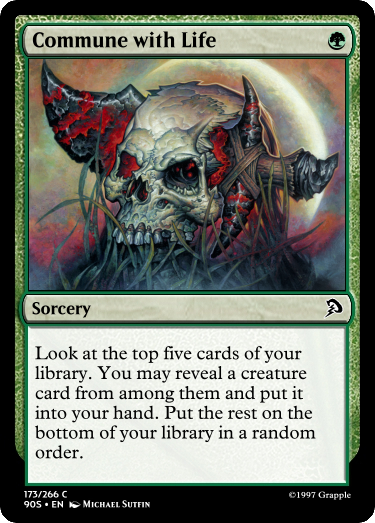 Commune with Life
Sorcery
Look at the top five cards of your
library. You may reveal a creature
card from among them and put it
into your hand. Put the rest on the
bottom of your library in a random
order.
173/266 C
90S • EN Michael Sutfin
©1997 Grapple